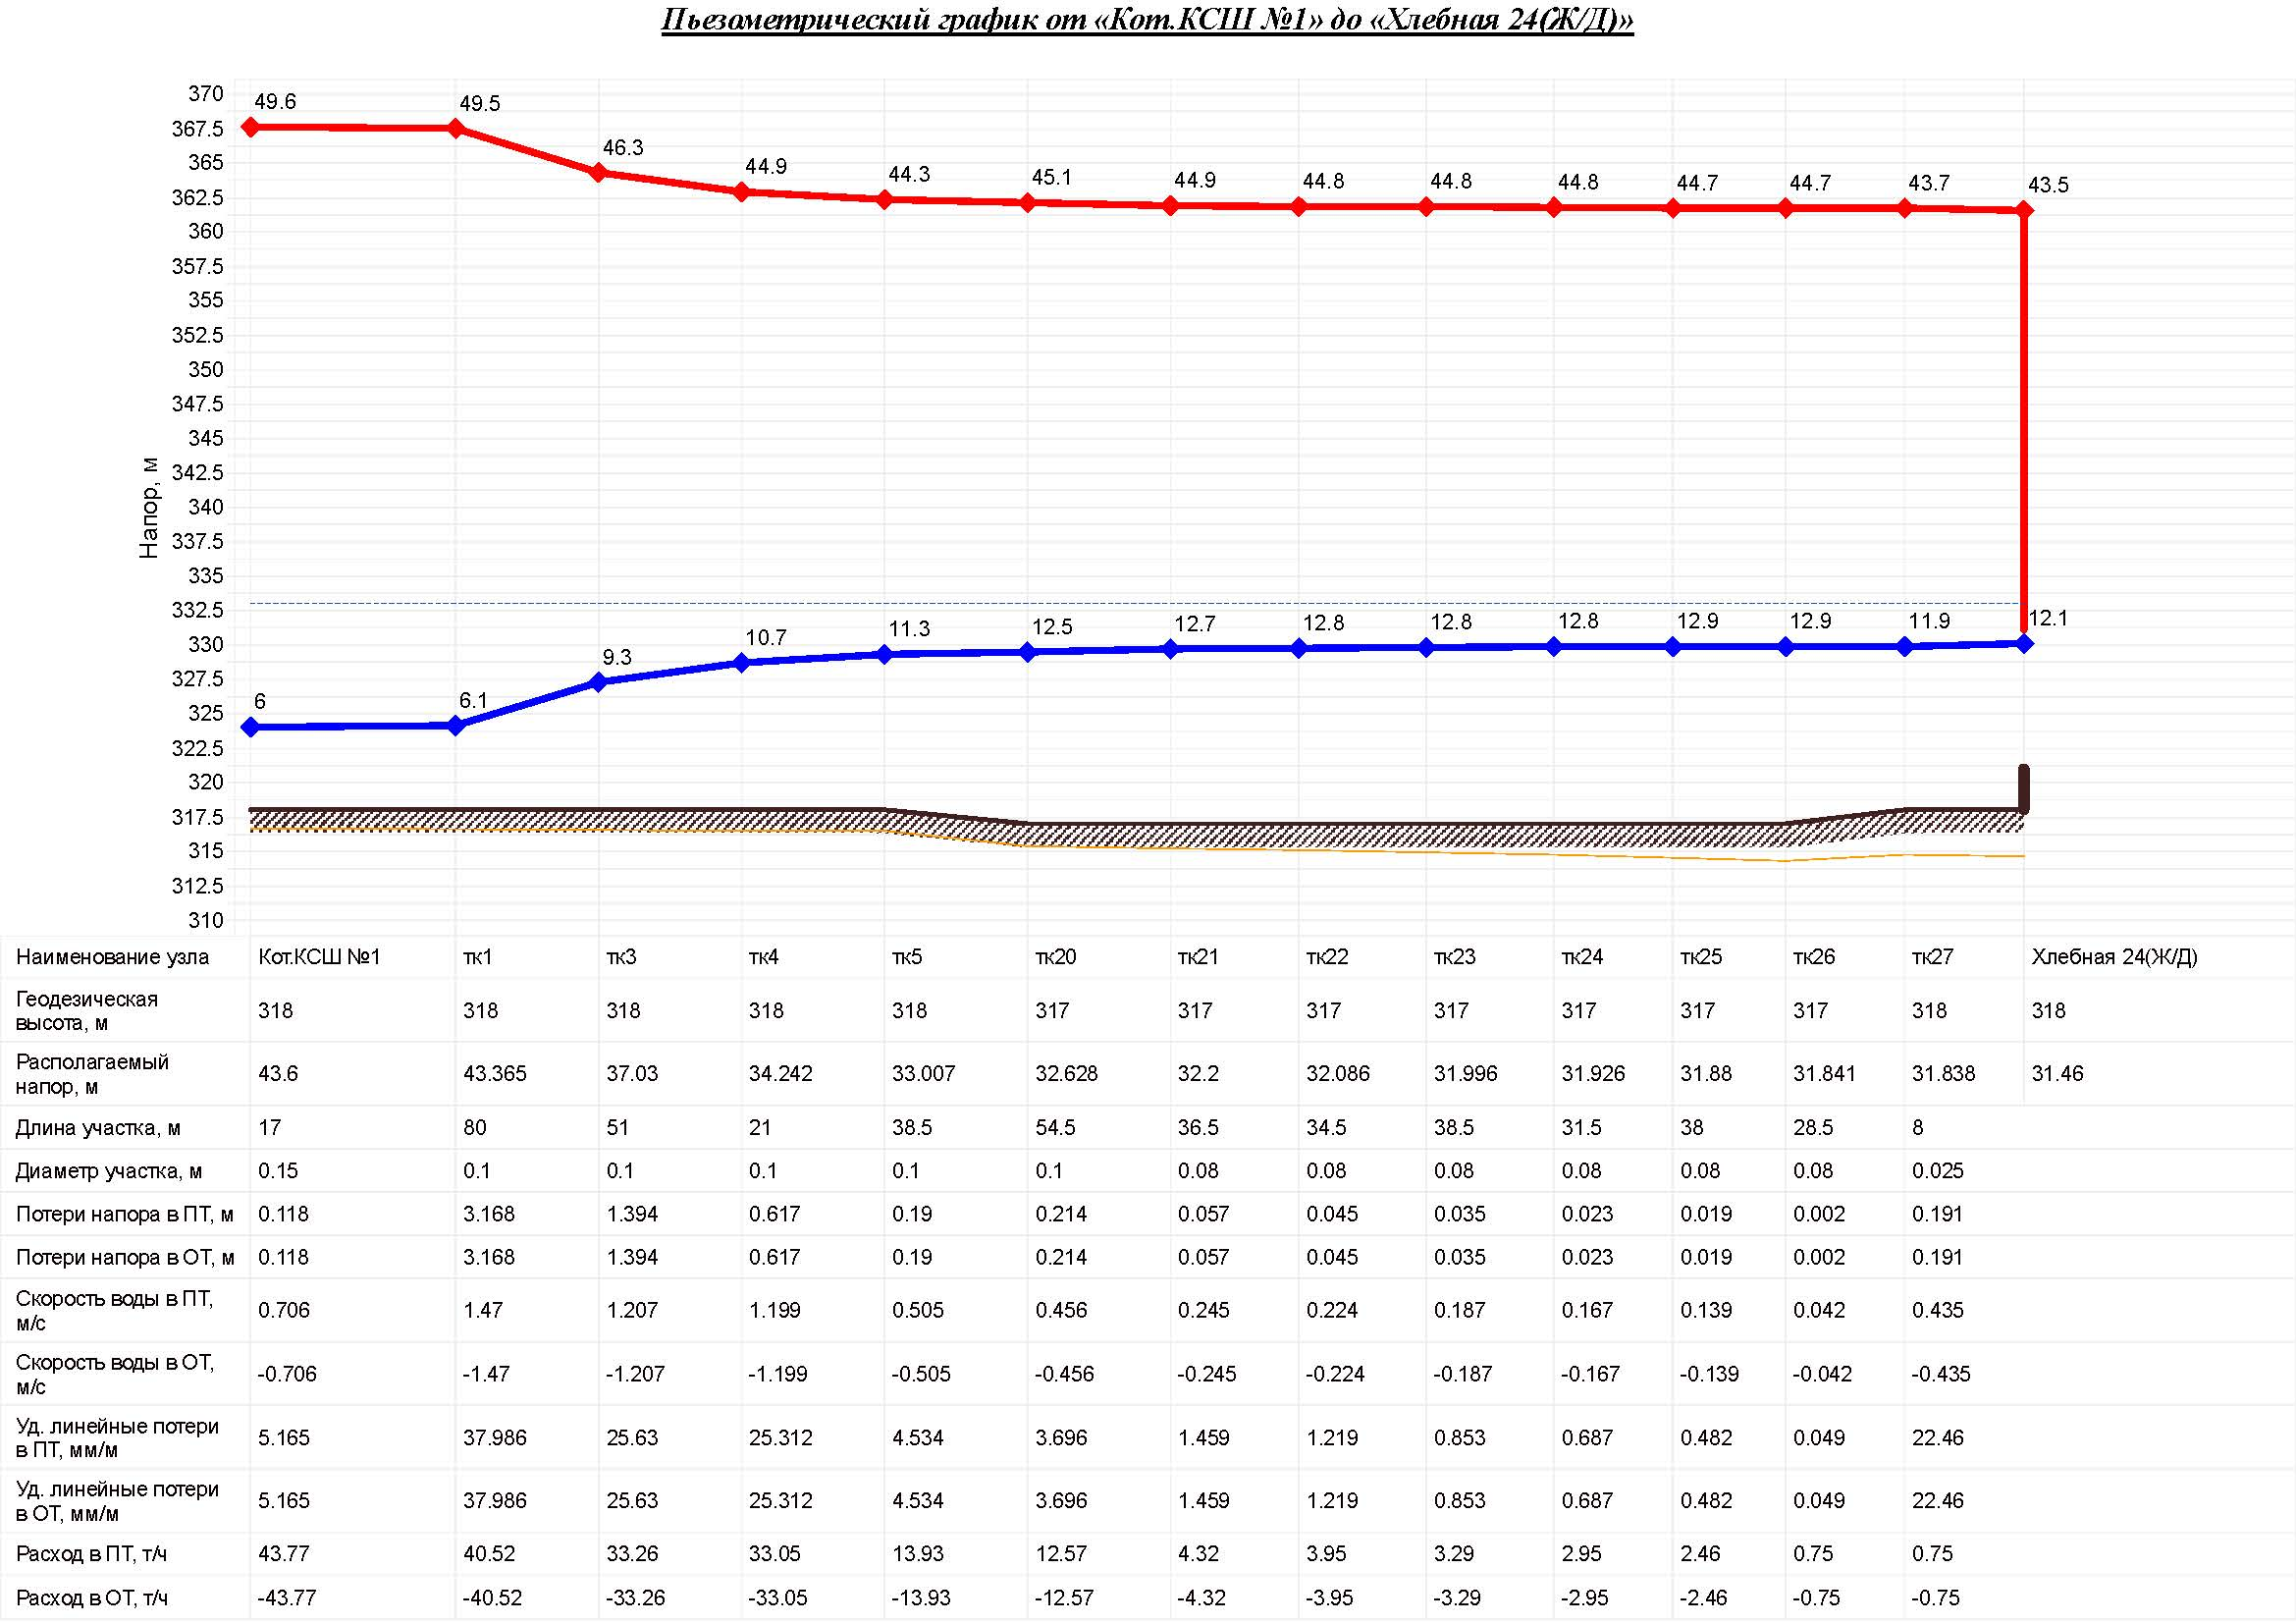 Пьезометрический график от «Кот.КСШ №1» до «Хлебная 24(Ж/Д)»
Напор, м
370
367.5
365
362.5
360
357.5
355
352.5
350
347.5
345
342.5
340
337.5
335
332.5
330
327.5
325
322.5
320
317.5
315
312.5
310
49.6 49.5 46.3 44.9 44.3 45.1 44.9 44.8 44.8 44.8 44.7 44.7 43.7 43.5
6 6.1 9.3 10.7 11.3 12.5 12.7 12.8 12.8 12.8 12.9 12.9 11.9 12.1
Наименование узла Кот.КСШ №1 тк1 тк3 тк4 тк5 тк20 тк21 тк22 тк23 тк24 тк25 тк26 тк27 Хлебная 24(Ж/Д)
Геодезическая
высота, м 318 318 318 318 318 317 317 317 317 317 317 317 318 318
Располагаемый
напор, м 43.6 43.365 37.03 34.242 33.007 32.628 32.2 32.086 31.996 31.926 31.88 31.841 31.838 31.46
Длина участка, м 17 80 51 21 38.5 54.5 36.5 34.5 38.5 31.5 38 28.5 8
Диаметр участка, м 0.15 0.1 0.1 0.1 0.1 0.1 0.08 0.08 0.08 0.08 0.08 0.08 0.025
Потери напора в ПТ, м 0.118 3.168 1.394 0.617 0.19 0.214 0.057 0.045 0.035 0.023 0.019 0.002 0.191
Потери напора в ОТ, м 0.118 3.168 1.394 0.617 0.19 0.214 0.057 0.045 0.035 0.023 0.019 0.002 0.191
Скорость воды в ПТ,
м/с 0.706 1.47 1.207 1.199 0.505 0.456 0.245 0.224 0.187 0.167 0.139 0.042 0.435
Скорость воды в ОТ,
м/с -0.706 -1.47 -1.207 -1.199 -0.505 -0.456 -0.245 -0.224 -0.187 -0.167 -0.139 -0.042 -0.435
Уд. линейные потери
в ПТ, мм/м 5.165 37.986 25.63 25.312 4.534 3.696 1.459 1.219 0.853 0.687 0.482 0.049 22.46
Уд. линейные потери
в ОТ, мм/м 5.165 37.986 25.63 25.312 4.534 3.696 1.459 1.219 0.853 0.687 0.482 0.049 22.46
Расход в ПТ, т/ч 43.77 40.52 33.26 33.05 13.93 12.57 4.32 3.95 3.29 2.95 2.46 0.75 0.75
Расход в ОТ, т/ч -43.77 -40.52 -33.26 -33.05 -13.93 -12.57 -4.32 -3.95 -3.29 -2.95 -2.46 -0.75 -0.75